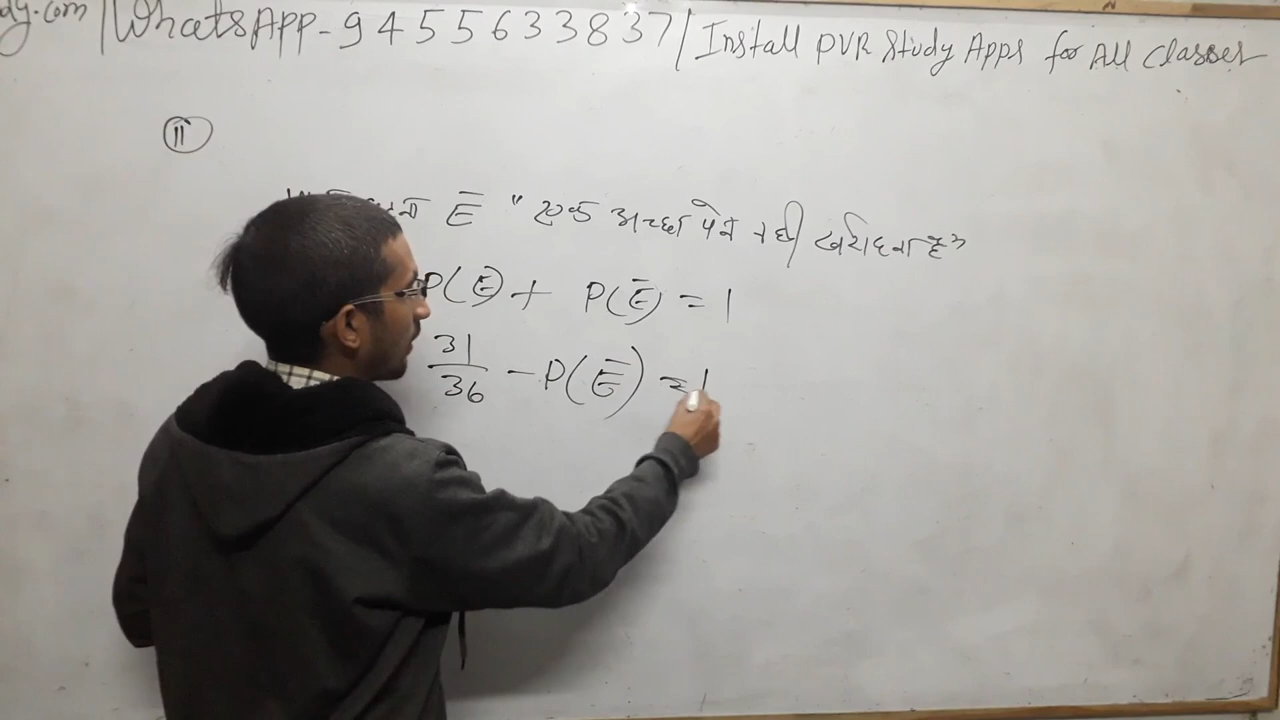 dy.com | WhatsApp - 9455633837 | Install PVR Study Apps for All Classes
II
Ē " एक अच्छा पेन नही खरीदना है"
P(E) + P(Ē) = 1
31/36 - P(Ē) = 1